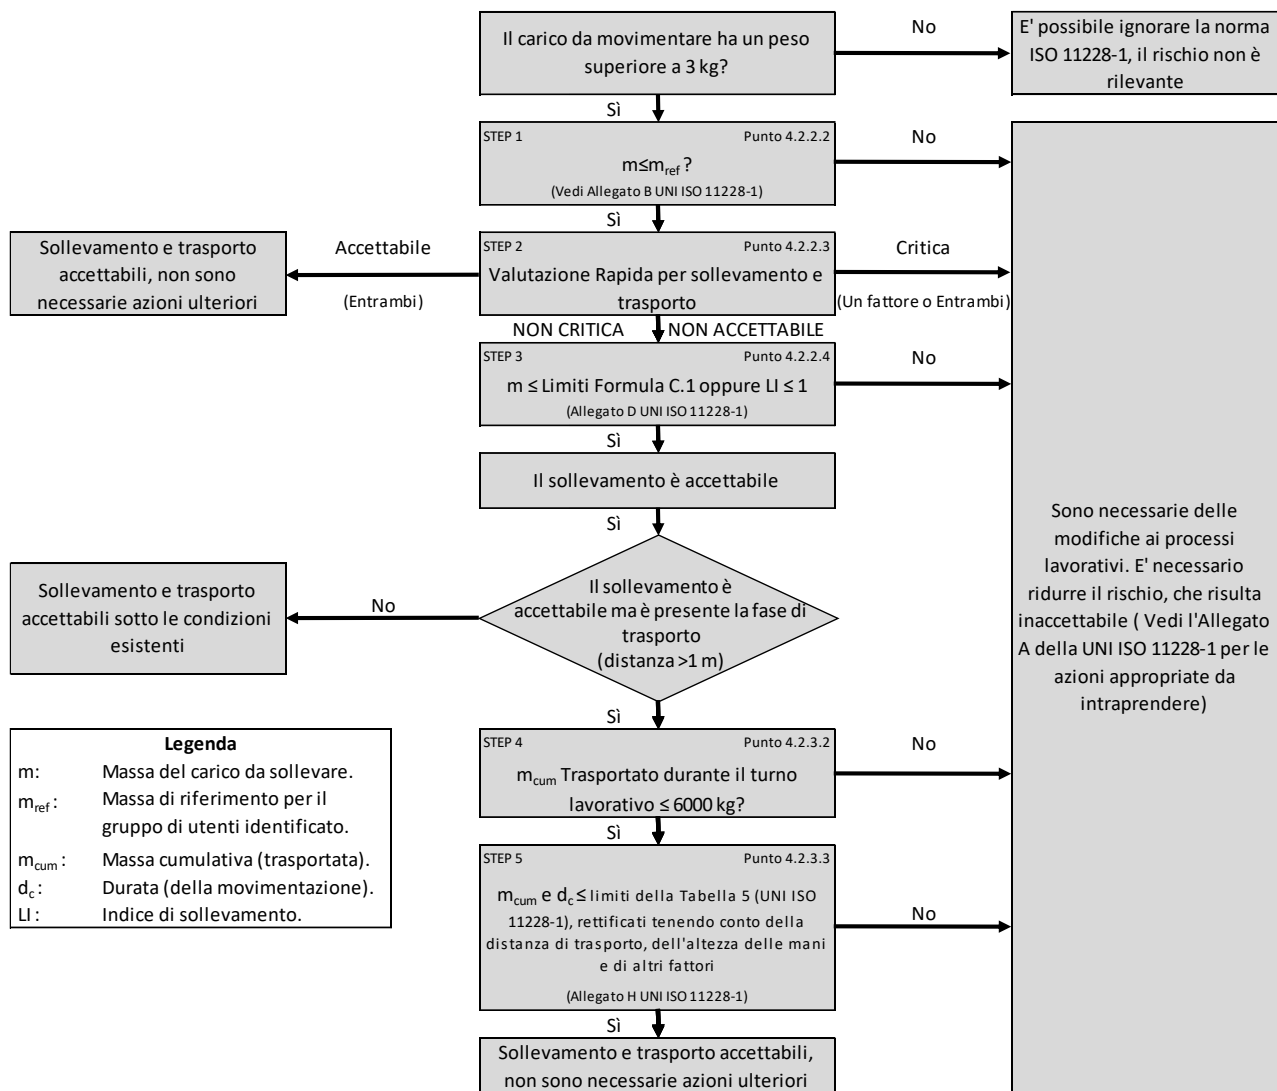 Il carico da movimentare ha un peso
superiore a 3 kg?
No
E' possibile ignorare la norma
ISO 11228-1, il rischio non è
rilevante
Sì
STEP 1 Punto 4.2.2.2
m≤mref ?
(Vedi Allegato B UNI ISO 11228-1)
No
Sì
Sollevamento e trasporto
accettabili, non sono
necessarie azioni ulteriori
Accettabile
(Entrambi)
STEP 2 Punto 4.2.2.3
Valutazione Rapida per sollevamento e
trasporto
Critica
(Un fattore o Entrambi)
NON CRITICA NON ACCETTABILE
STEP 3 Punto 4.2.2.4
m ≤ Limiti Formula C.1 oppure LI ≤ 1
(Allegato D UNI ISO 11228-1)
No
Sì
Il sollevamento è accettabile
Sì
Il sollevamento è
accettabile ma è presente la fase di
trasporto
(distanza >1 m)
No
Sollevamento e trasporto
accettabili sotto le condizioni
esistenti
Sono necessarie delle
modifiche ai processi
lavorativi. E' necessario
ridurre il rischio, che risulta
inaccettabile ( Vedi l'Allegato
A della UNI ISO 11228-1 per le
azioni appropriate da
intraprendere)
Sì
STEP 4 Punto 4.2.3.2
mcum Trasportato durante il turno
lavorativo ≤ 6000 kg?
No
Sì
STEP 5 Punto 4.2.3.3
mcum e dc ≤ limiti della Tabella 5 (UNI ISO
11228-1), rettificati tenendo conto della
distanza di trasporto, dell'altezza delle mani
e di altri fattori
(Allegato H UNI ISO 11228-1)
No
Sì
Sollevamento e trasporto accettabili,
non sono necessarie azioni ulteriori
Legenda
m: Massa del carico da sollevare.
mref : Massa di riferimento per il
gruppo di utenti identificato.
mcum : Massa cumulativa (trasportata).
dc : Durata (della movimentazione).
LI : Indice di sollevamento.